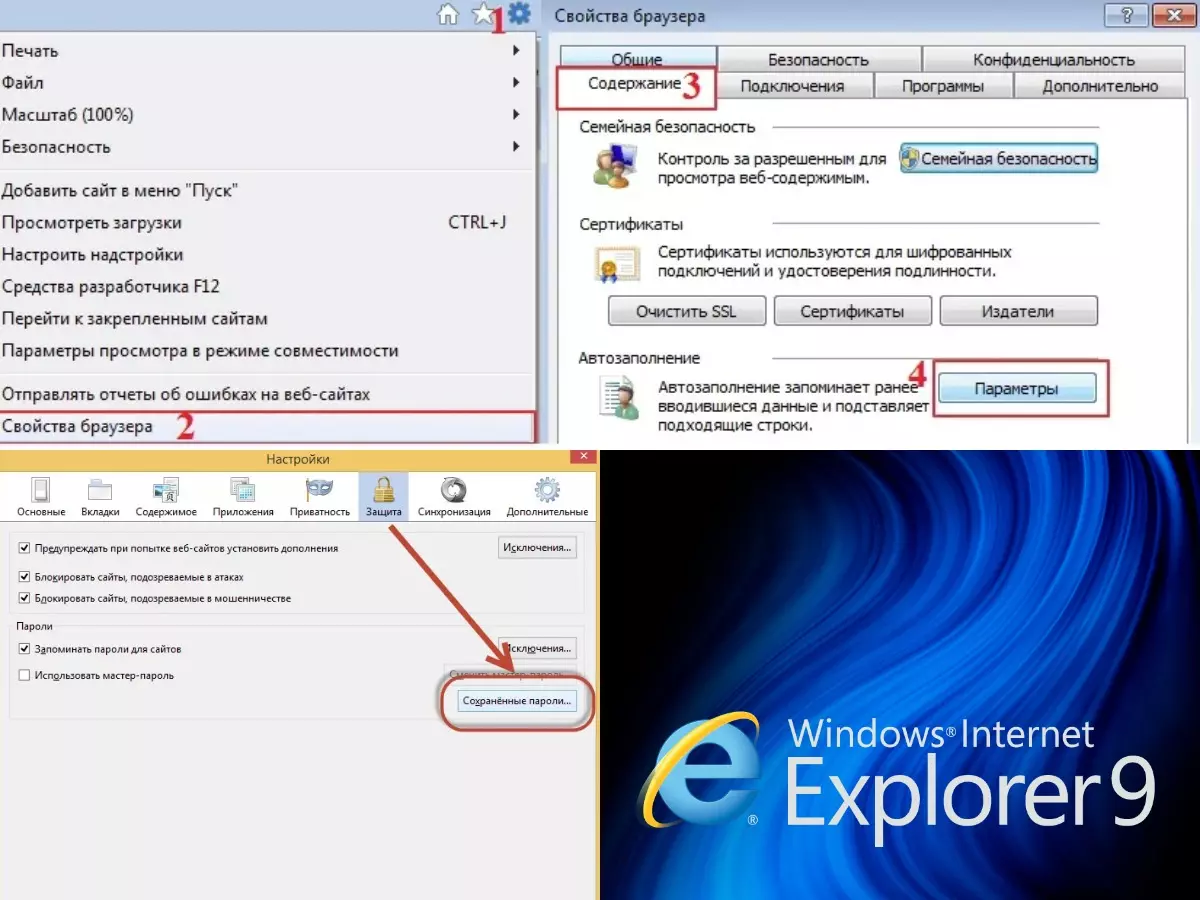 1
Печать
Файл
Масштаб (100%)
Безопасность
Добавить сайт в меню "Пуск"
Просмотреть загрузки CTRL+J
Настроить надстройки
Средства разработчика F12
Перейти к закрепленным сайтам
Параметры просмотра в режиме совместимости
Отправлять отчеты об ошибках на веб-сайтах
Свойства браузера 2
Свойства браузера
?
Общие Безопасность Конфиденциальность
Содержание 3 Подключения Программы Дополнительно
Семейная безопасность
Контроль за разрешенным для
просмотра веб-содержимым.
Семейная безопасность
Сертификаты
Сертификаты используются для шифрованных
подключений и удостоверения подлинности.
Очистить SSL Сертификаты Издатели
Автозаполнение
Автозаполнение запоминает ранее
вводившиеся данные и подставляет
подходящие строки.
4 Параметры
Настройки
Основные Вкладки Содержимое Приложения Приватность Защита Синхронизация Дополнительные
Предупреждать при попытке веб-сайтов установить дополнения Исключения...
Блокировать сайты, подозреваемые в атаках
Блокировать сайты, подозреваемые в мошенничестве
Пароли
Запоминать пароли для сайтов Исключения...
Использовать мастер-пароль Сменить мастер-пароль...
Сохранённые пароли...
Windows® Internet
Explorer 9
®